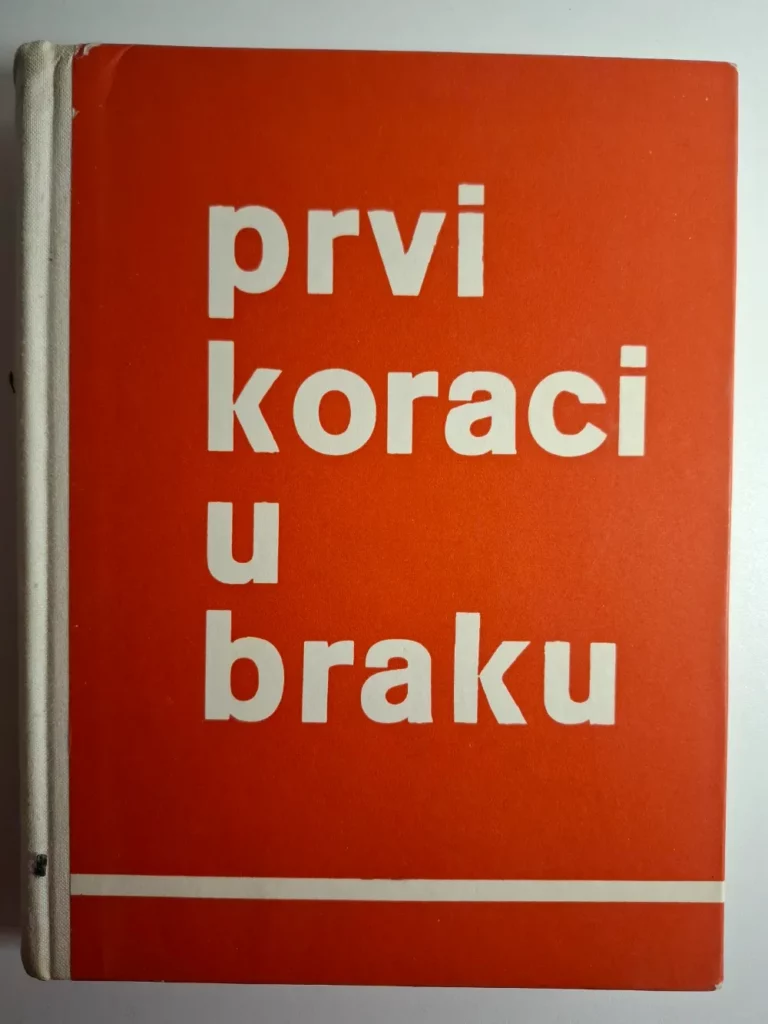 prvi
koraci
u
braku